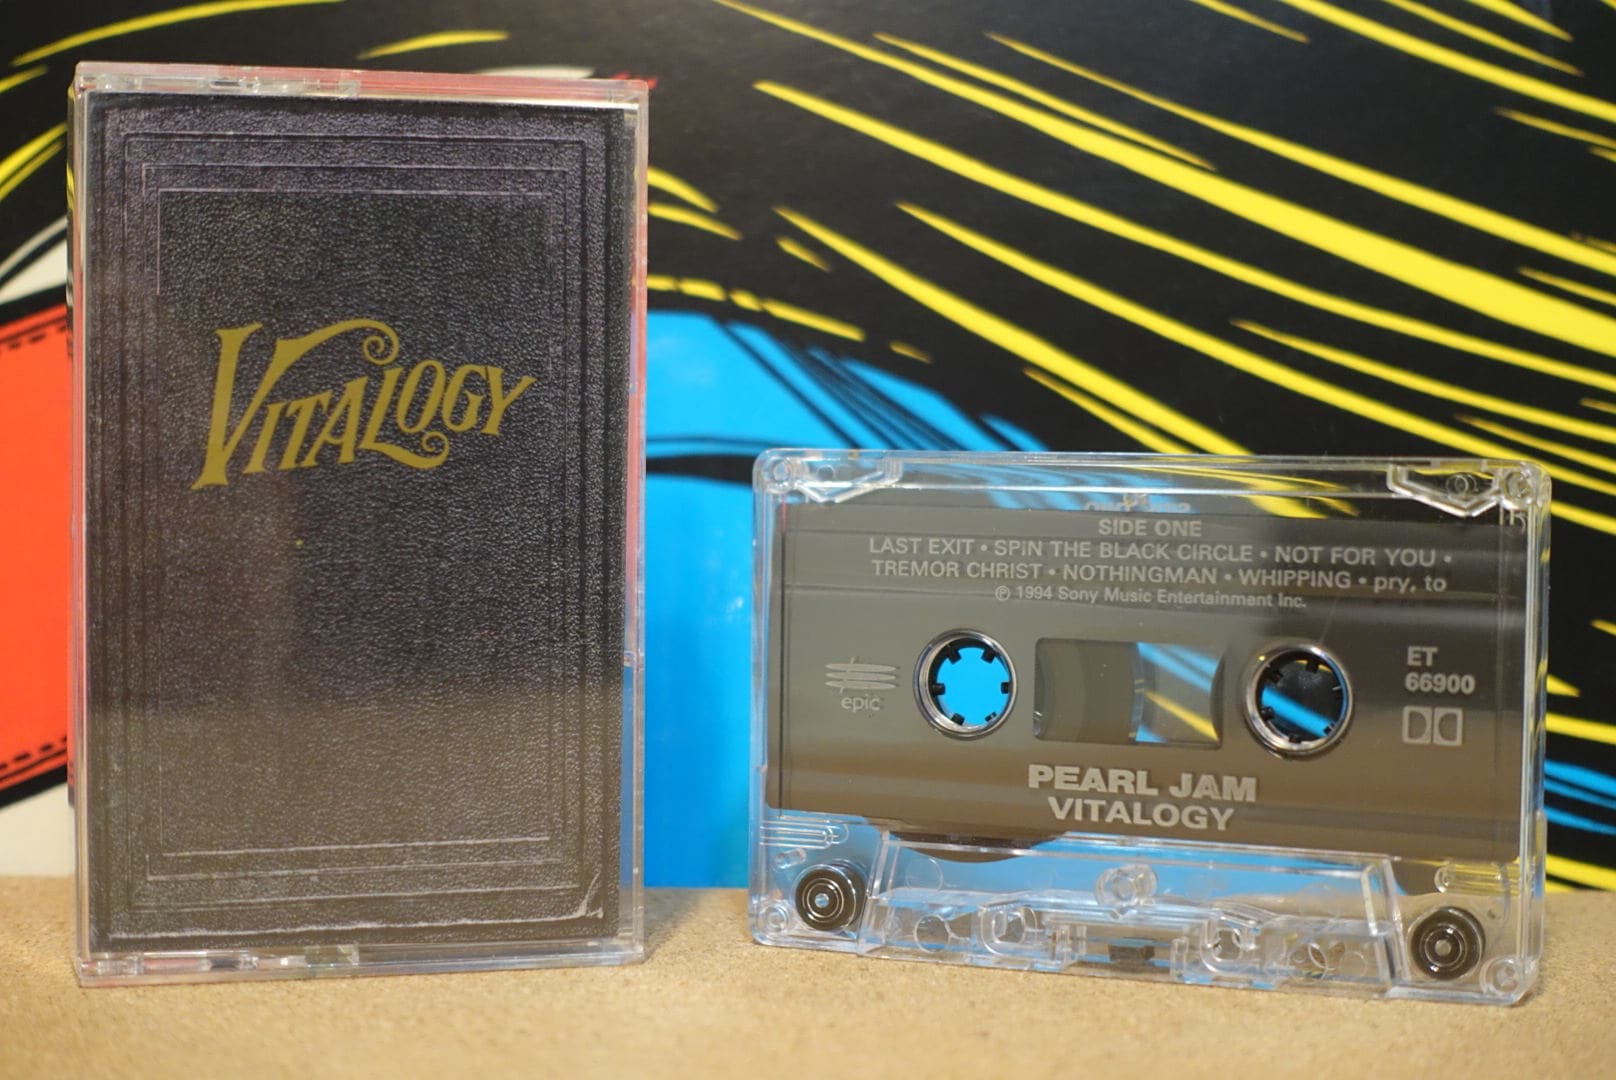 VITALOGY
SIDE ONE
LAST EXIT • SPIN THE BLACK CIRCLE • NOT FOR YOU •
TREMOR CHRIST • NOTHINGMAN • WHIPPING • pry, to
℗ 1994 Sony Music Entertainment Inc.
epic
ET
66900
PEARL JAM
VITALOGY